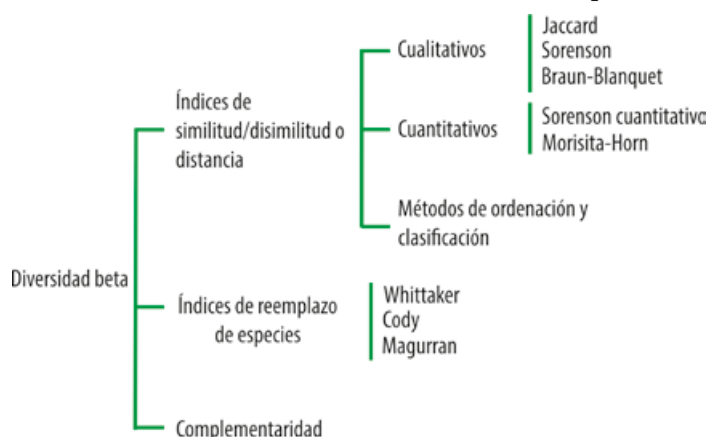 Jaccard
Cualitativos
Sorenson
Braun-Blanquet
Índices de
similitud/disimilitud o
distancia
Cuantitativos
Sorenson cuantitativo
Morisita-Horn
Métodos de ordenación y
clasificación
Diversidad beta
Índices de reemplazo
de especies
Whittaker
Cody
Magurran
Complementaridad